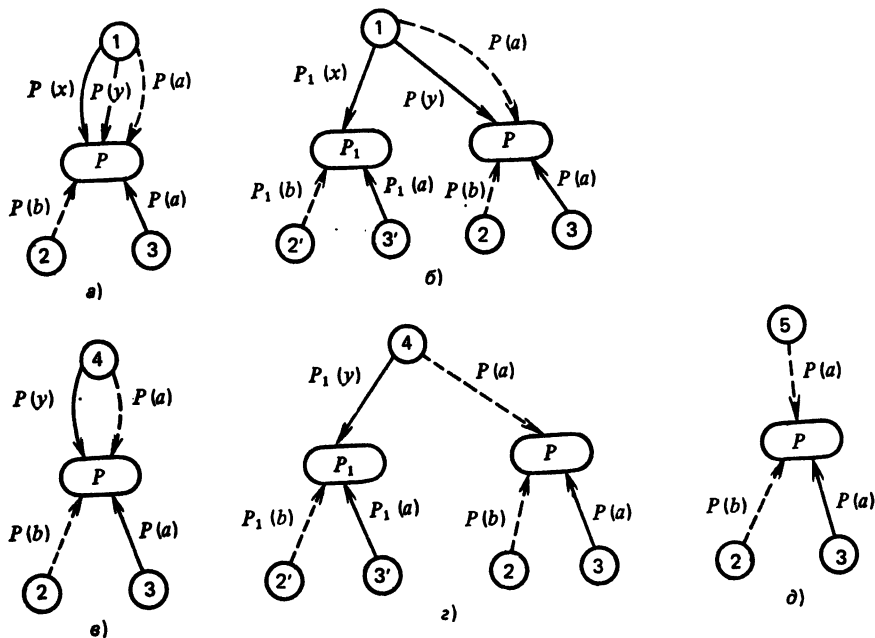 1
P(x)
P(y)
P(a)
P
P(b)
P(a)
2
3
а)
1
P(a)
P₁(x)
P(y)
P₁
P
P₁(b)
P₁(a)
P(b)
P(a)
2'
3'
2
3
б)
4
P(y)
P(a)
P
P(b)
P(a)
2
3
в)
4
P₁(y)
P(a)
P₁
P
P₁(b)
P₁(a)
P(b)
P(a)
2'
3'
2
3
г)
5
P(a)
P
P(b)
P(a)
2
3
д)